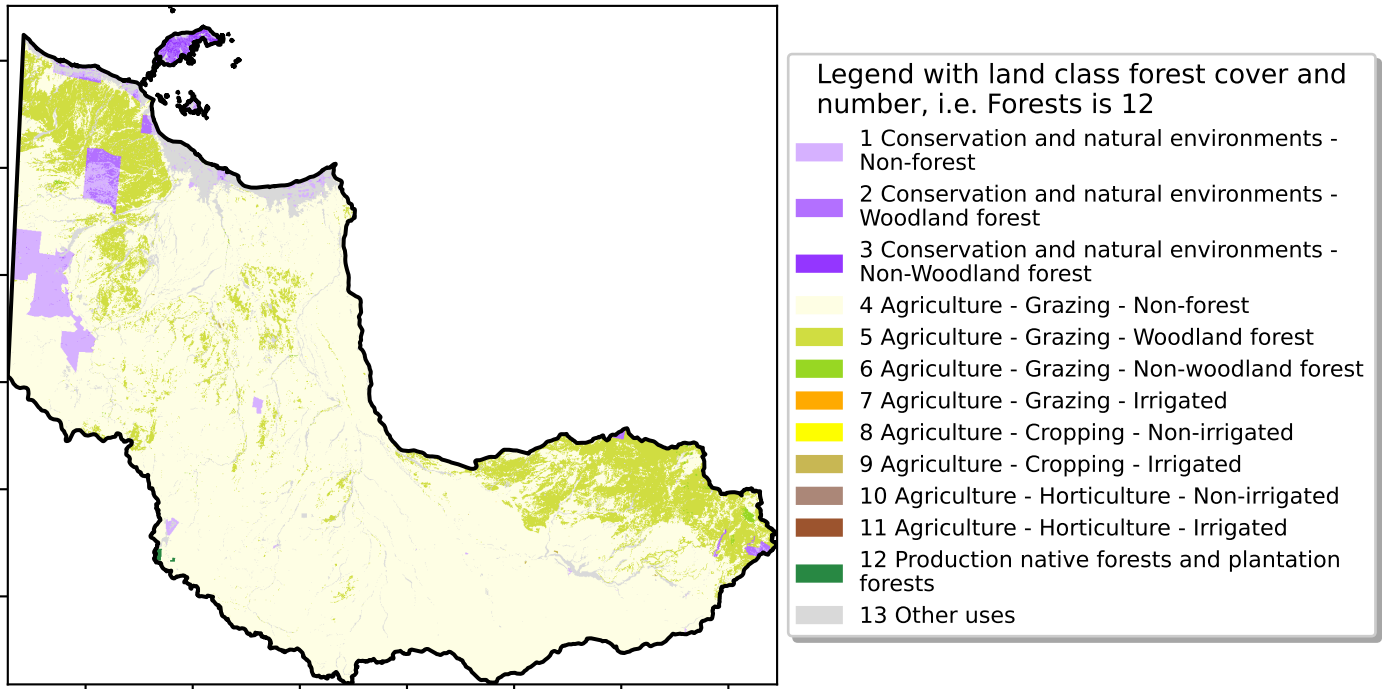 Legend with land class forest cover and
number, i.e. Forests is 12
1 Conservation and natural environments -
Non-forest
2 Conservation and natural environments -
Woodland forest
3 Conservation and natural environments -
Non-Woodland forest
4 Agriculture - Grazing - Non-forest
5 Agriculture - Grazing - Woodland forest
6 Agriculture - Grazing - Non-woodland forest
7 Agriculture - Grazing - Irrigated
8 Agriculture - Cropping - Non-irrigated
9 Agriculture - Cropping - Irrigated
10 Agriculture - Horticulture - Non-irrigated
11 Agriculture - Horticulture - Irrigated
12 Production native forests and plantation
forests
13 Other uses